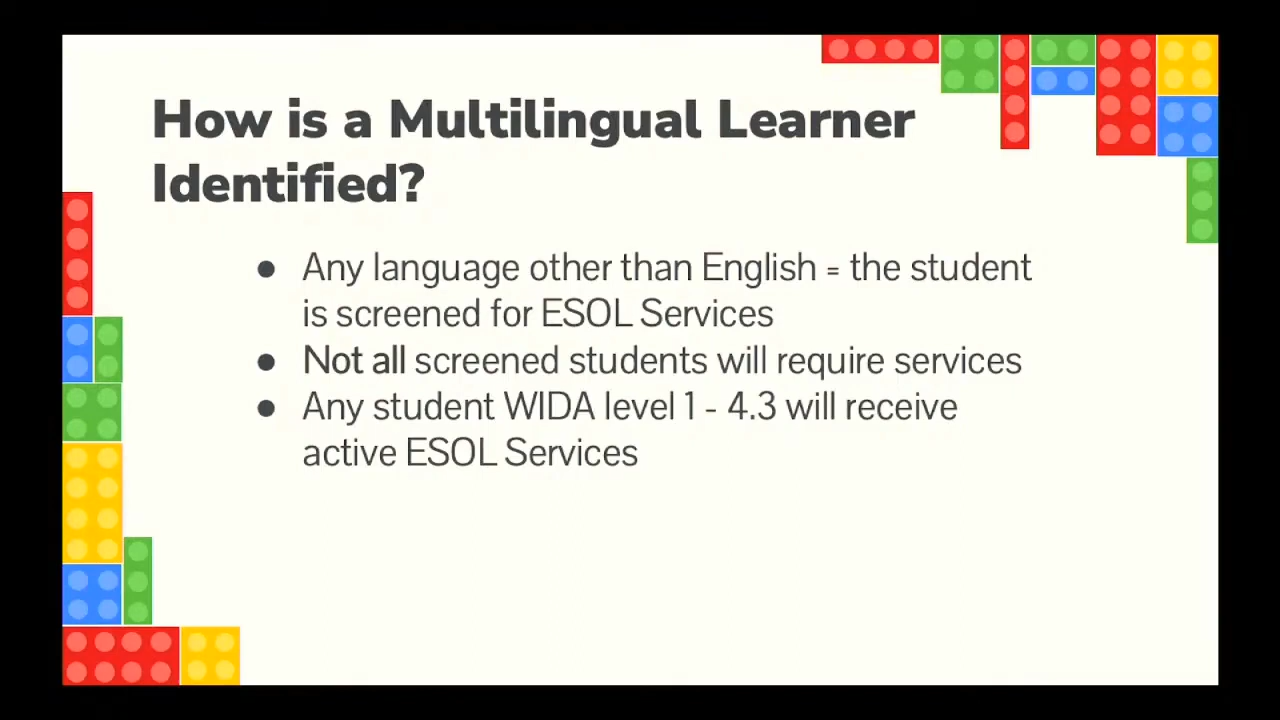 How is a Multilingual Learner
Identified?
● Any language other than English = the student
is screened for ESOL Services
● Not all screened students will require services
● Any student WIDA level 1 - 4.3 will receive
active ESOL Services